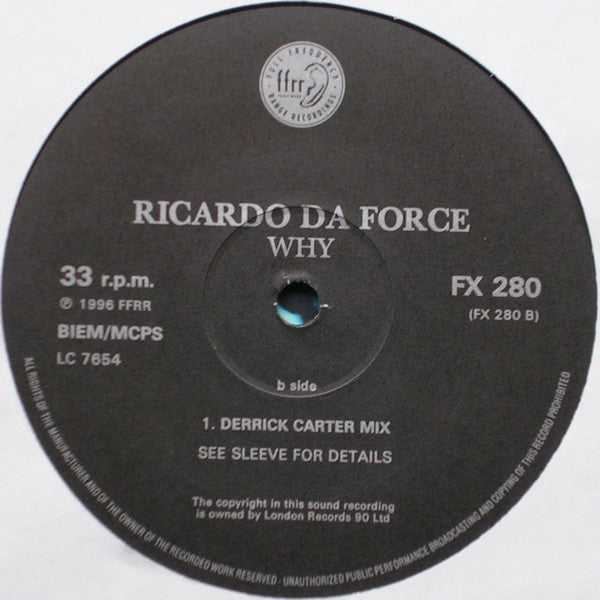 FULL FREQUENCY
ffrr
RANGE RECORDINGS
RICARDO DA FORCE
WHY
33 r.p.m.
℗ 1996 FFRR
BIEM/MCPS
LC 7654
FX 280
(FX 280 B)
b side
1. DERRICK CARTER MIX
SEE SLEEVE FOR DETAILS
The copyright in this sound recording
is owned by London Records 90 Ltd
ALL RIGHTS OF THE MANUFACTURER AND OF THE OWNER OF THE RECORDED WORK RESERVED - UNAUTHORIZED PUBLIC PERFORMANCE BROADCASTING AND COPYING OF THIS RECORD PROHIBITED